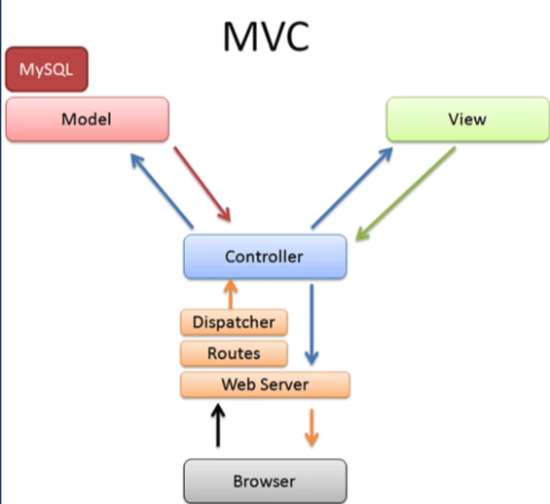 MVC
MySQL
Model
View
Controller
Dispatcher
Routes
Web Server
Browser